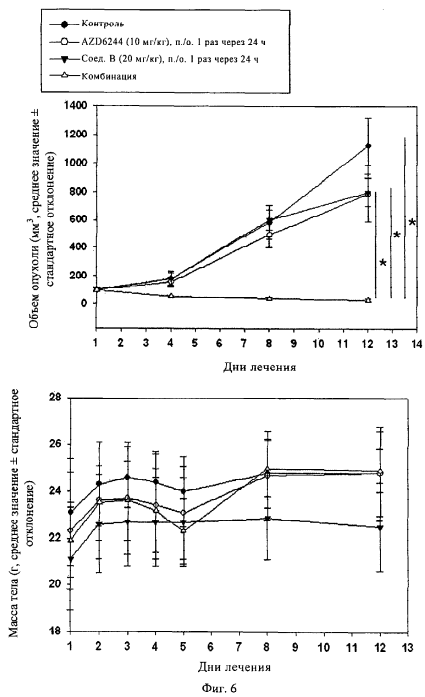 Контроль
AZD6244 (10 мг/кг), п./о. 1 раз через 24 ч
Соед. В (20 мг/кг), п./о. 1 раз через 24 ч
Комбинация
Объем опухоли (мм³, среднее значение ±
стандартное отклонение)
1400
1200
1000
800
600
400
200
0
* * *
1 2 3 4 5 6 7 8 9 10 11 12 13 14
Дни лечения
Масса тела (г, среднее значение ± стандартное
отклонение)
28
26
24
22
20
18
1 2 3 4 5 6 7 8 9 10 11 12 13
Дни лечения
Фиг. 6